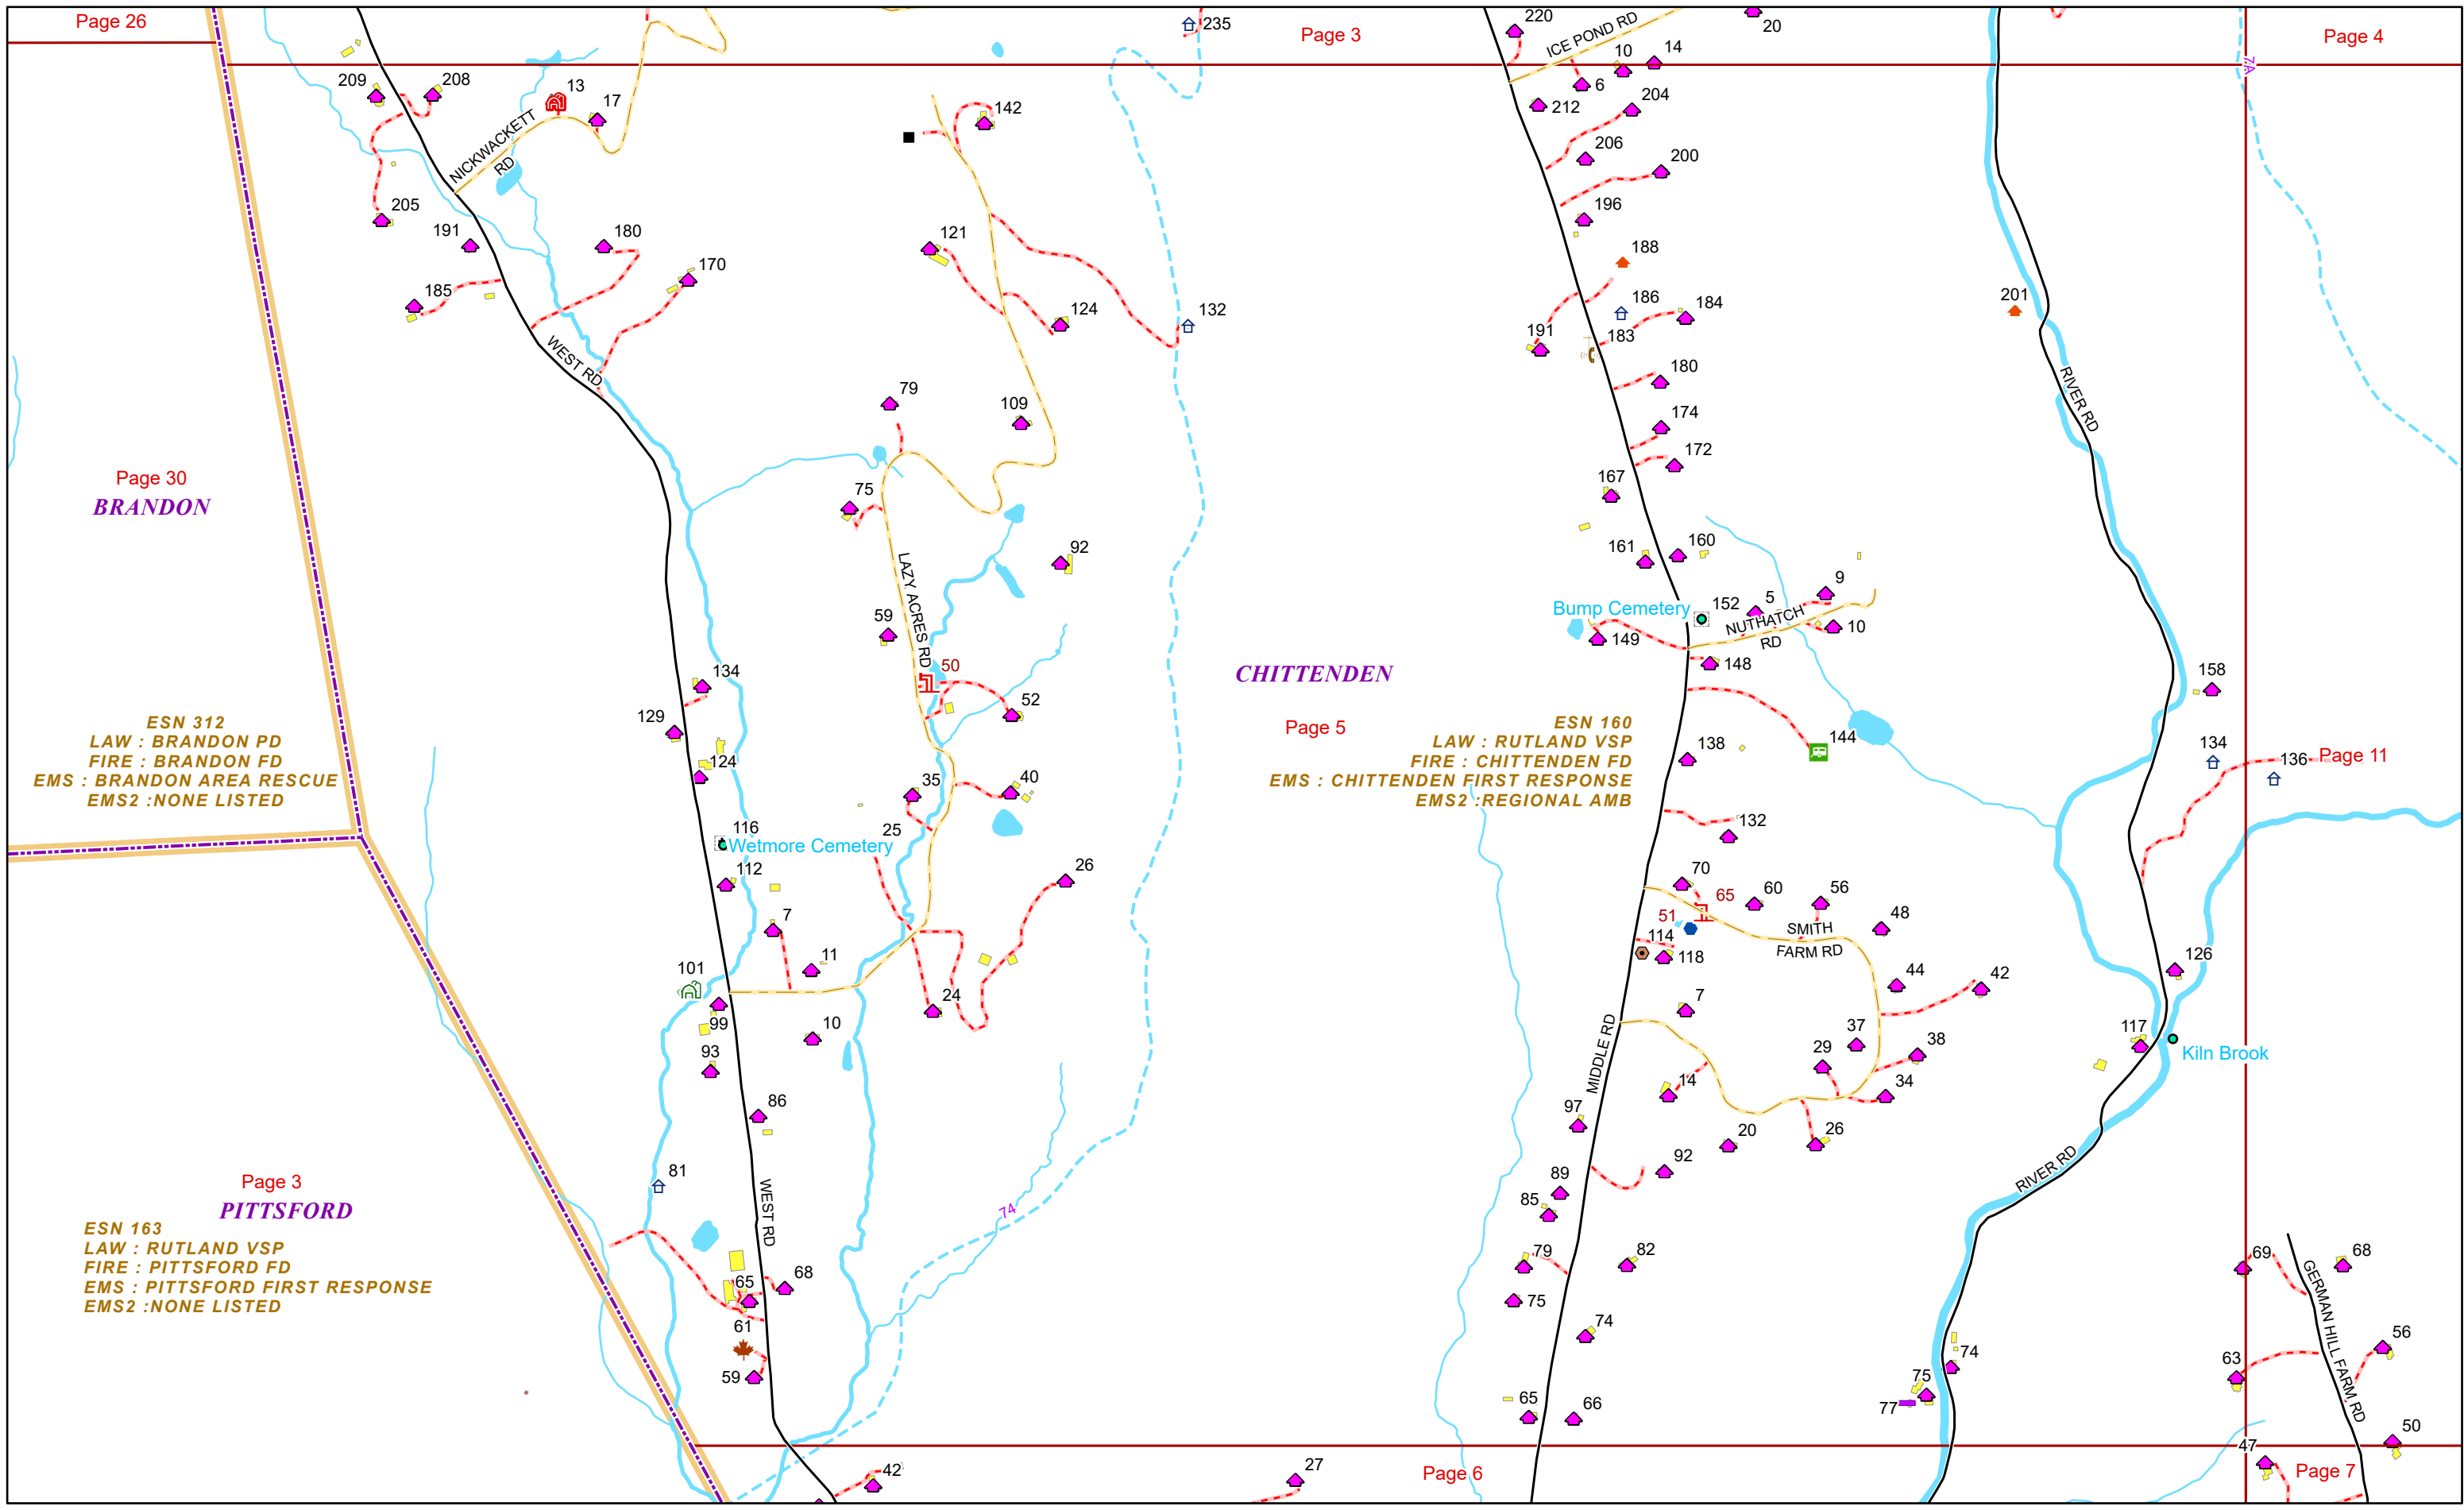 Page 26
235
Page 3
220
ICE POND RD
20
Page 4
7A
10
14
209
208
13
17
142
6
212
204
NICKWACKETT
RD
206
200
205
191
180
196
121
170
188
185
124
132
186
184
201
191
183
WEST RD
180
RIVER RD
79
109
174
172
Page 30
BRANDON
75
167
92
161
160
LAZY ACRES RD
59
Bump Cemetery
152
5
9
NUTHATCH
RD
10
149
148
50
CHITTENDEN
134
52
158
129
ESN 312
LAW : BRANDON PD
FIRE : BRANDON FD
EMS : BRANDON AREA RESCUE
EMS2 :NONE LISTED
Page 5
ESN 160
LAW : RUTLAND VSP
FIRE : CHITTENDEN FD
EMS : CHITTENDEN FIRST RESPONSE
EMS2 :REGIONAL AMB
144
138
134
136
Page 11
124
35
40
25
116
Wetmore Cemetery
132
112
26
70
65
60
56
7
51
48
SMITH
FARM RD
114
118
11
101
24
44
42
126
99
10
7
93
37
38
117
29
Kiln Brook
MIDDLE RD
14
34
86
97
20
26
92
81
RIVER RD
Page 3
PITTSFORD
89
85
74
WEST RD
ESN 163
LAW : RUTLAND VSP
FIRE : PITTSFORD FD
EMS : PITTSFORD FIRST RESPONSE
EMS2 :NONE LISTED
79
82
69
68
65
68
GERMAN HILL FARM RD
75
61
74
56
74
59
63
75
77
65
66
50
47
42
27
Page 6
Page 7